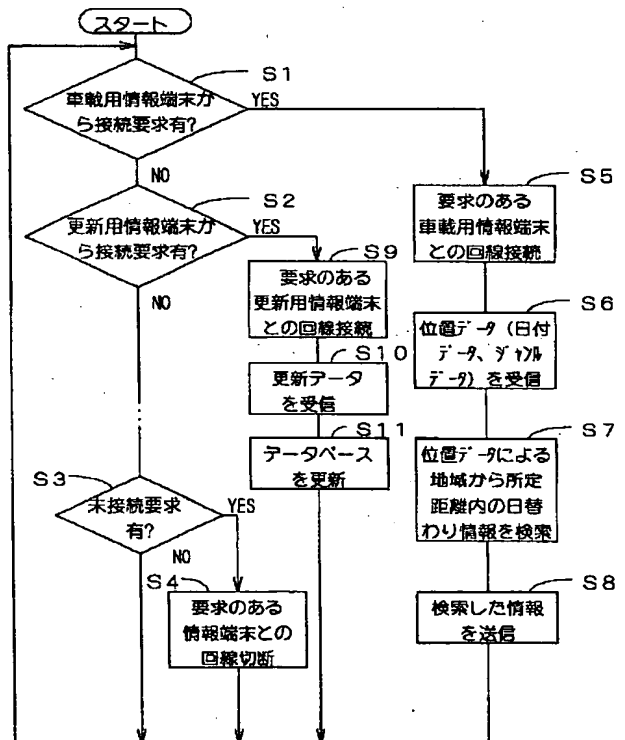 スタート
S1
車載用情報端末か
ら接続要求有?
YES
NO
S2
更新用情報端末か
ら接続要求有?
YES
NO
S3
未接続要求
有?
YES
NO
S4
要求のある
情報端末との
回線切断
S9
要求のある
更新用情報端末
との回線接続
S10
更新データ
を受信
S11
データベース
を更新
S5
要求のある
車載用情報端末
との回線接続
S6
位置データ(日付
データ、ジャンル
データ)を受信
S7
位置データによる
地域から所定
距離内の日替
わり情報を検索
S8
検索した情報
を送信